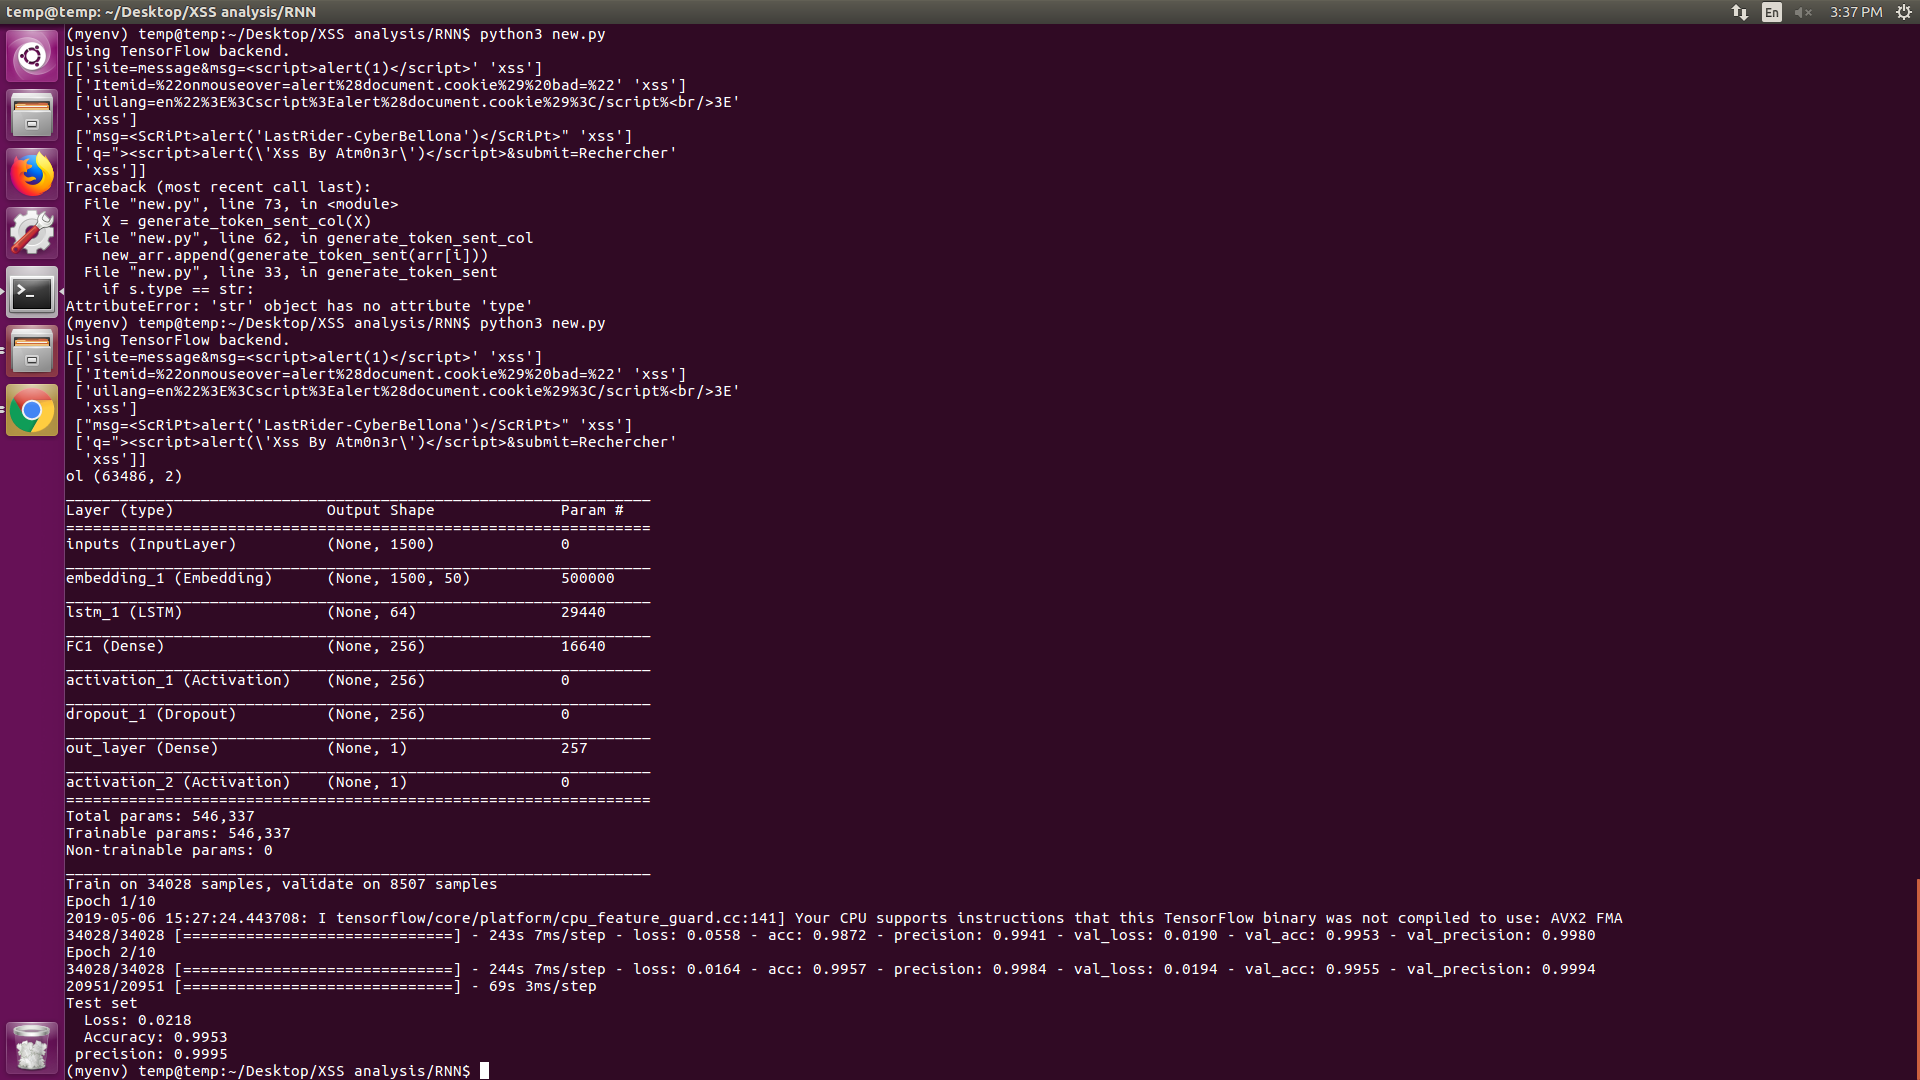 temp@temp: ~/Desktop/XSS analysis/RNN
En
3:37 PM
(myenv) temp@temp:~/Desktop/XSS analysis/RNN$ python3 new.py
Using TensorFlow backend.
[['site=message&msg=<script>alert(1)</script>' 'xss']
 ['Itemid=%22onmouseover=alert%28document.cookie%29%20bad=%22' 'xss']
 ['uilang=en%22%3E%3Cscript%3Ealert%28document.cookie%29%3C/script%<br/>3E'
  'xss']
 ["msg=<ScRiPt>alert('LastRider-CyberBellona')</ScRiPt>" 'xss']
 ['q="><script>alert(\'Xss By Atm0n3r\')</script>&submit=Rechercher'
  'xss']]
Traceback (most recent call last):
  File "new.py", line 73, in <module>
    X = generate_token_sent_col(X)
  File "new.py", line 62, in generate_token_sent_col
    new_arr.append(generate_token_sent(arr[i]))
  File "new.py", line 33, in generate_token_sent
    if s.type == str:
AttributeError: 'str' object has no attribute 'type'
(myenv) temp@temp:~/Desktop/XSS analysis/RNN$ python3 new.py
Using TensorFlow backend.
[['site=message&msg=<script>alert(1)</script>' 'xss']
 ['Itemid=%22onmouseover=alert%28document.cookie%29%20bad=%22' 'xss']
 ['uilang=en%22%3E%3Cscript%3Ealert%28document.cookie%29%3C/script%<br/>3E'
  'xss']
 ["msg=<ScRiPt>alert('LastRider-CyberBellona')</ScRiPt>" 'xss']
 ['q="><script>alert(\'Xss By Atm0n3r\')</script>&submit=Rechercher'
  'xss']]
ol (63486, 2)
_________________________________________________________________
Layer (type)                 Output Shape              Param #
=================================================================
inputs (InputLayer)          (None, 1500)              0
_________________________________________________________________
embedding_1 (Embedding)      (None, 1500, 50)          500000
_________________________________________________________________
lstm_1 (LSTM)                (None, 64)                29440
_________________________________________________________________
FC1 (Dense)                  (None, 256)               16640
_________________________________________________________________
activation_1 (Activation)    (None, 256)               0
_________________________________________________________________
dropout_1 (Dropout)          (None, 256)               0
_________________________________________________________________
out_layer (Dense)            (None, 1)                 257
_________________________________________________________________
activation_2 (Activation)    (None, 1)                 0
=================================================================
Total params: 546,337
Trainable params: 546,337
Non-trainable params: 0
_________________________________________________________________
Train on 34028 samples, validate on 8507 samples
Epoch 1/10
2019-05-06 15:27:24.443708: I tensorflow/core/platform/cpu_feature_guard.cc:141] Your CPU supports instructions that this TensorFlow binary was not compiled to use: AVX2 FMA
34028/34028 [==============================] - 243s 7ms/step - loss: 0.0558 - acc: 0.9872 - precision: 0.9941 - val_loss: 0.0190 - val_acc: 0.9953 - val_precision: 0.9980
Epoch 2/10
34028/34028 [==============================] - 244s 7ms/step - loss: 0.0164 - acc: 0.9957 - precision: 0.9984 - val_loss: 0.0194 - val_acc: 0.9955 - val_precision: 0.9994
20951/20951 [==============================] - 69s 3ms/step
Test set
  Loss: 0.0218
  Accuracy: 0.9953
 precision: 0.9995
(myenv) temp@temp:~/Desktop/XSS analysis/RNN$